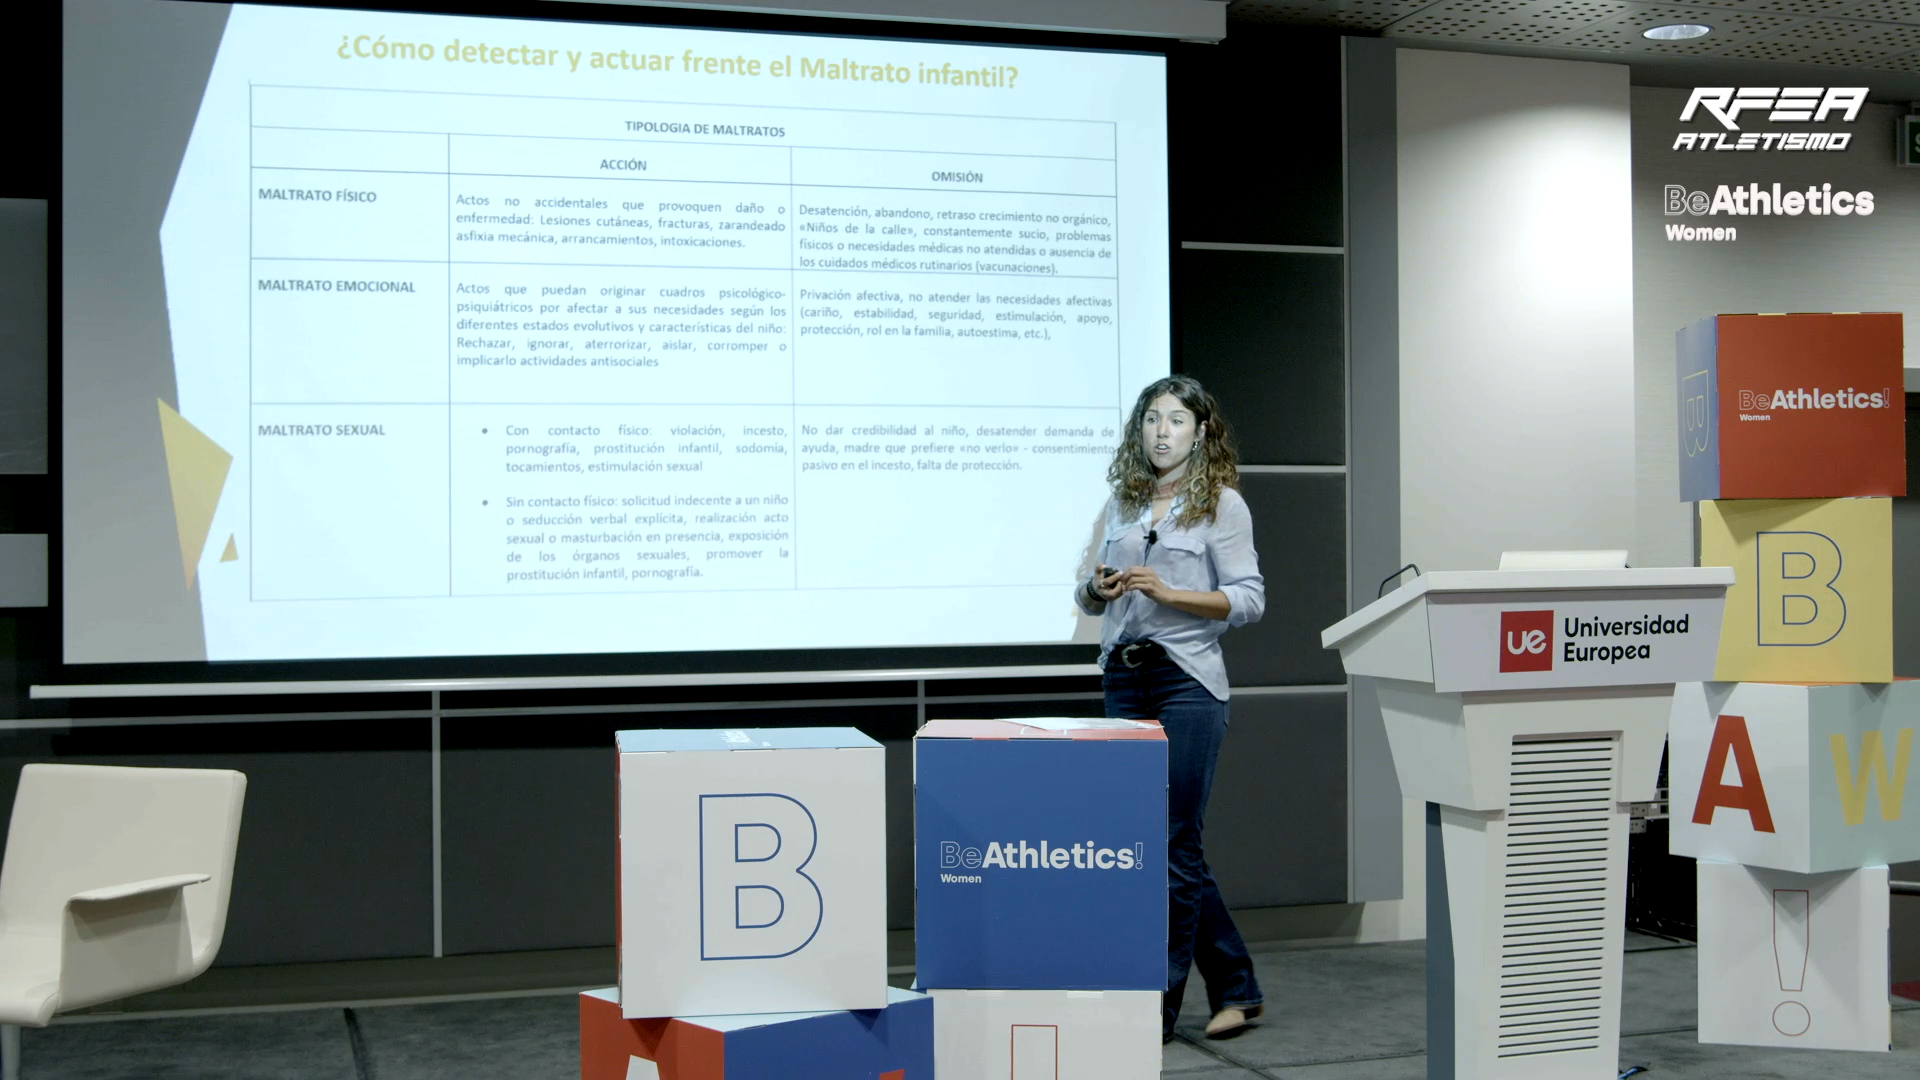 ¿Cómo detectar y actuar frente el Maltrato infantil?
TIPOLOGIA DE MALTRATOS
ACCIÓN
OMISIÓN
MALTRATO FÍSICO
Actos no accidentales que provoquen daño o
enfermedad: Lesiones cutáneas, fracturas, zarandeado
asfixia mecánica, arrancamientos, intoxicaciones.
Desatención, abandono, retraso crecimiento no orgánico,
«Niños de la calle», constantemente sucio, problemas
físicos o necesidades médicas no atendidas o ausencia de
los cuidados médicos rutinarios (vacunaciones).
MALTRATO EMOCIONAL
Actos que puedan originar cuadros psicológico-
psiquiátricos por afectar a sus necesidades según los
diferentes estados evolutivos y características del niño:
Rechazar, ignorar, aterrorizar, aislar, corromper o
implicarlo actividades antisociales
Privación afectiva, no atender las necesidades afectivas
(cariño, estabilidad, seguridad, estimulación, apoyo,
protección, rol en la familia, autoestima, etc.),
MALTRATO SEXUAL
• Con contacto físico: violación, incesto,
pornografía, prostitución infantil, sodomía,
tocamientos, estimulación sexual
• Sin contacto físico: solicitud indecente a un niño
o seducción verbal explícita, realización acto
sexual o masturbación en presencia, exposición
de los órganos sexuales, promover la
prostitución infantil, pornografía.
No dar credibilidad al niño, desatender demanda de
ayuda, madre que prefiere «no verlo» - consentimiento
pasivo en el incesto, falta de protección.
RFEA
ATLETISMO
BeAthletics
Women
B
BeAthletics!
Women
B
ue Universidad
Europea
A W
!
B
BeAthletics!
Women